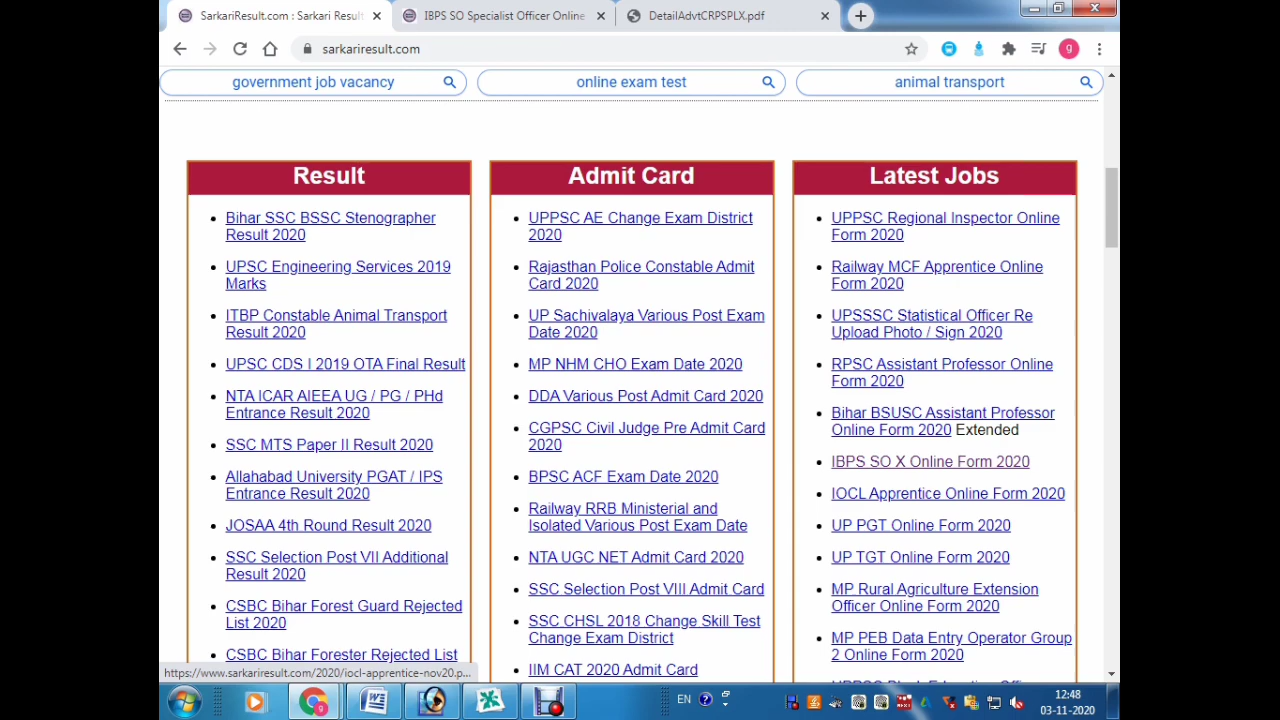 SarkariResult.com : Sarkari Result
IBPS SO Specialist Officer Online
DetailAdvtCRPSPLX.pdf
sarkariresult.com
g
government job vacancy
online exam test
animal transport
Result
Bihar SSC BSSC Stenographer
Result 2020
UPSC Engineering Services 2019
Marks
ITBP Constable Animal Transport
Result 2020
UPSC CDS I 2019 OTA Final Result
NTA ICAR AIEEA UG / PG / PHd
Entrance Result 2020
SSC MTS Paper II Result 2020
Allahabad University PGAT / IPS
Entrance Result 2020
JOSAA 4th Round Result 2020
SSC Selection Post VII Additional
Result 2020
CSBC Bihar Forest Guard Rejected
List 2020
CSBC Bihar Forester Rejected List
Admit Card
UPPSC AE Change Exam District
2020
Rajasthan Police Constable Admit
Card 2020
UP Sachivalaya Various Post Exam
Date 2020
MP NHM CHO Exam Date 2020
DDA Various Post Admit Card 2020
CGPSC Civil Judge Pre Admit Card
2020
BPSC ACF Exam Date 2020
Railway RRB Ministerial and
Isolated Various Post Exam Date
NTA UGC NET Admit Card 2020
SSC Selection Post VIII Admit Card
SSC CHSL 2018 Change Skill Test
Change Exam District
IIM CAT 2020 Admit Card
Latest Jobs
UPPSC Regional Inspector Online
Form 2020
Railway MCF Apprentice Online
Form 2020
UPSSSC Statistical Officer Re
Upload Photo / Sign 2020
RPSC Assistant Professor Online
Form 2020
Bihar BSUSC Assistant Professor
Online Form 2020 Extended
IBPS SO X Online Form 2020
IOCL Apprentice Online Form 2020
UP PGT Online Form 2020
UP TGT Online Form 2020
MP Rural Agriculture Extension
Officer Online Form 2020
MP PEB Data Entry Operator Group
2 Online Form 2020
https://www.sarkariresult.com/2020/iocl-apprentice-nov20.p...
EN
12:48
03-11-2020